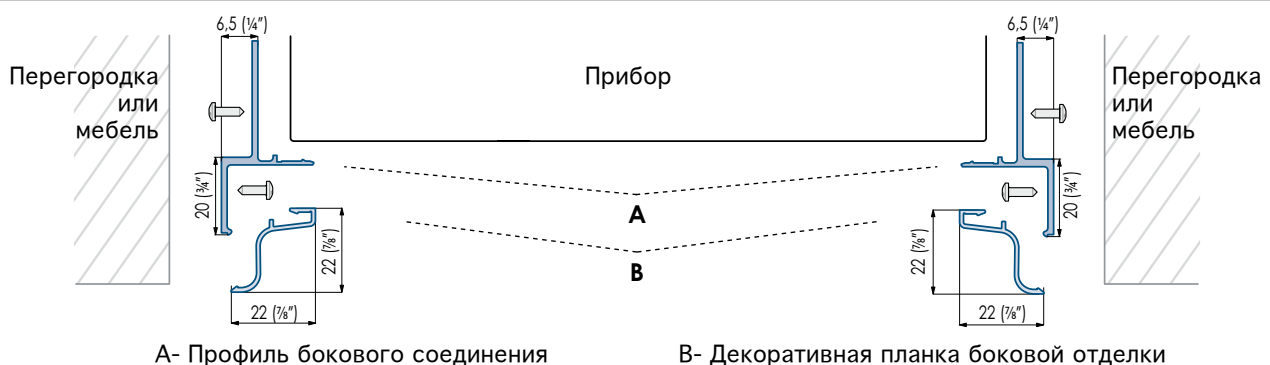 6,5 (¼")
6,5 (¼")
Перегородка
или
мебель
Прибор
Перегородка
или
мебель
20 (¾")
20 (¾")
A
22 (⅞")
22 (⅞")
B
22 (⅞")
22 (⅞")
A- Профиль бокового соединения
B- Декоративная планка боковой отделки